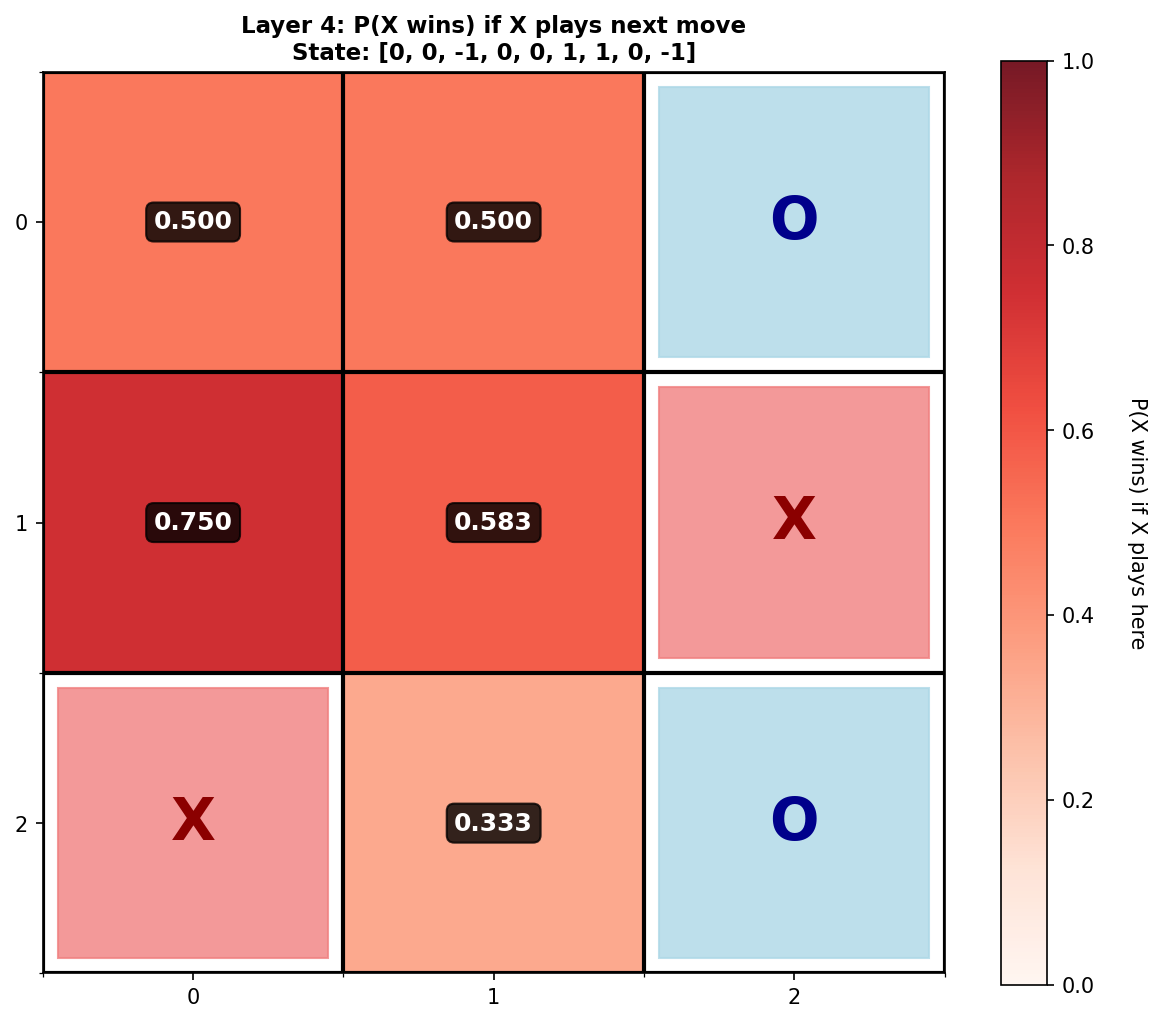 Layer 4: P(X wins) if X plays next move
State: [0, 0, -1, 0, 0, 1, 1, 0, -1]
0
0.500
0.500
O
1
0.750
0.583
X
2
X
0.333
O
0
1
2
1.0
0.8
0.6
0.4
0.2
0.0
P(X wins) if X plays here